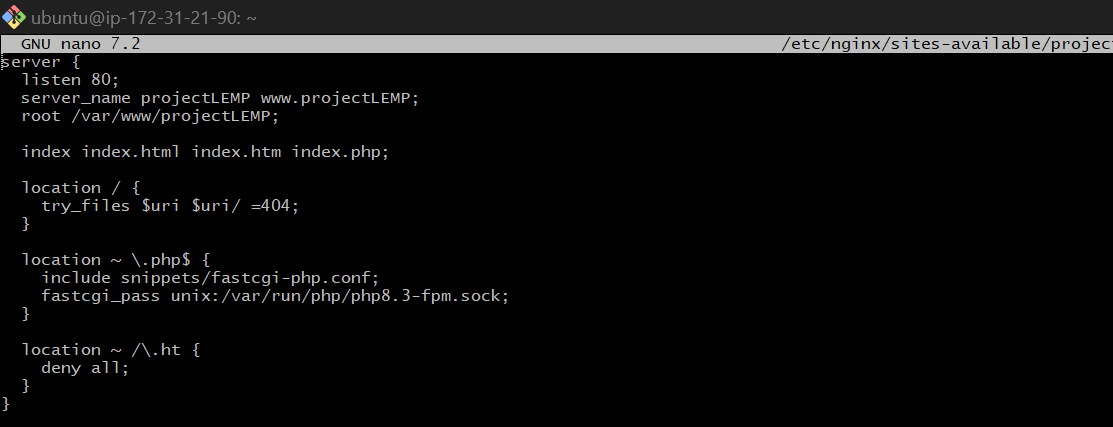 ubuntu@ip-172-31-21-90: ~
GNU nano 7.2 /etc/nginx/sites-available/projec
server {
  listen 80;
  server_name projectLEMP www.projectLEMP;
  root /var/www/projectLEMP;

  index index.html index.htm index.php;

  location / {
    try_files $uri $uri/ =404;
  }

  location ~ \.php$ {
    include snippets/fastcgi-php.conf;
    fastcgi_pass unix:/var/run/php/php8.3-fpm.sock;
  }

  location ~ /\.ht {
    deny all;
  }
}